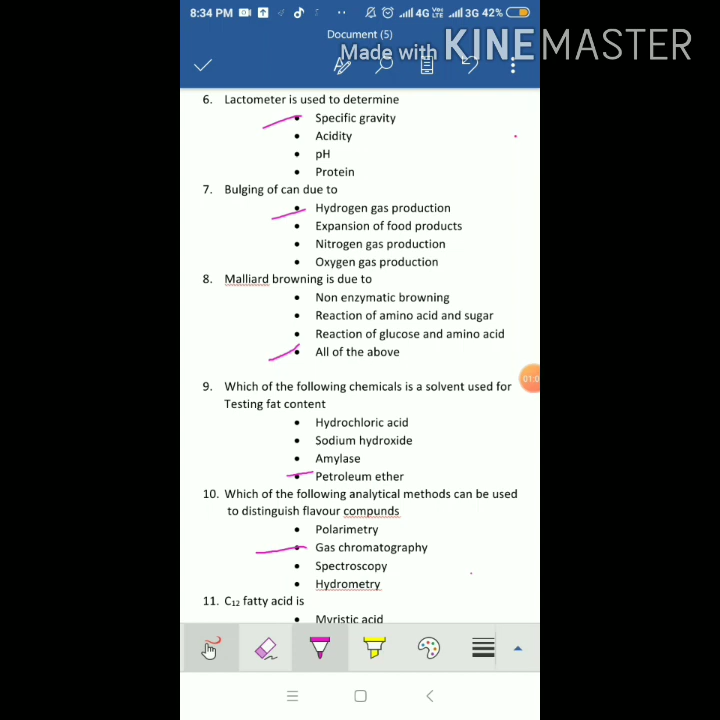 8:34 PM 4G VoLTE 3G 42%
Document (5)
Made with KINEMASTER
6. Lactometer is used to determine
• Specific gravity
• Acidity
• pH
• Protein
7. Bulging of can due to
• Hydrogen gas production
• Expansion of food products
• Nitrogen gas production
• Oxygen gas production
8. Malliard browning is due to
• Non enzymatic browning
• Reaction of amino acid and sugar
• Reaction of glucose and amino acid
• All of the above
9. Which of the following chemicals is a solvent used for
Testing fat content
• Hydrochloric acid
• Sodium hydroxide
• Amylase
• Petroleum ether
10. Which of the following analytical methods can be used
to distinguish flavour compunds
• Polarimetry
• Gas chromatography
• Spectroscopy
• Hydrometry
11. C₁₂ fatty acid is
• Myristic acid